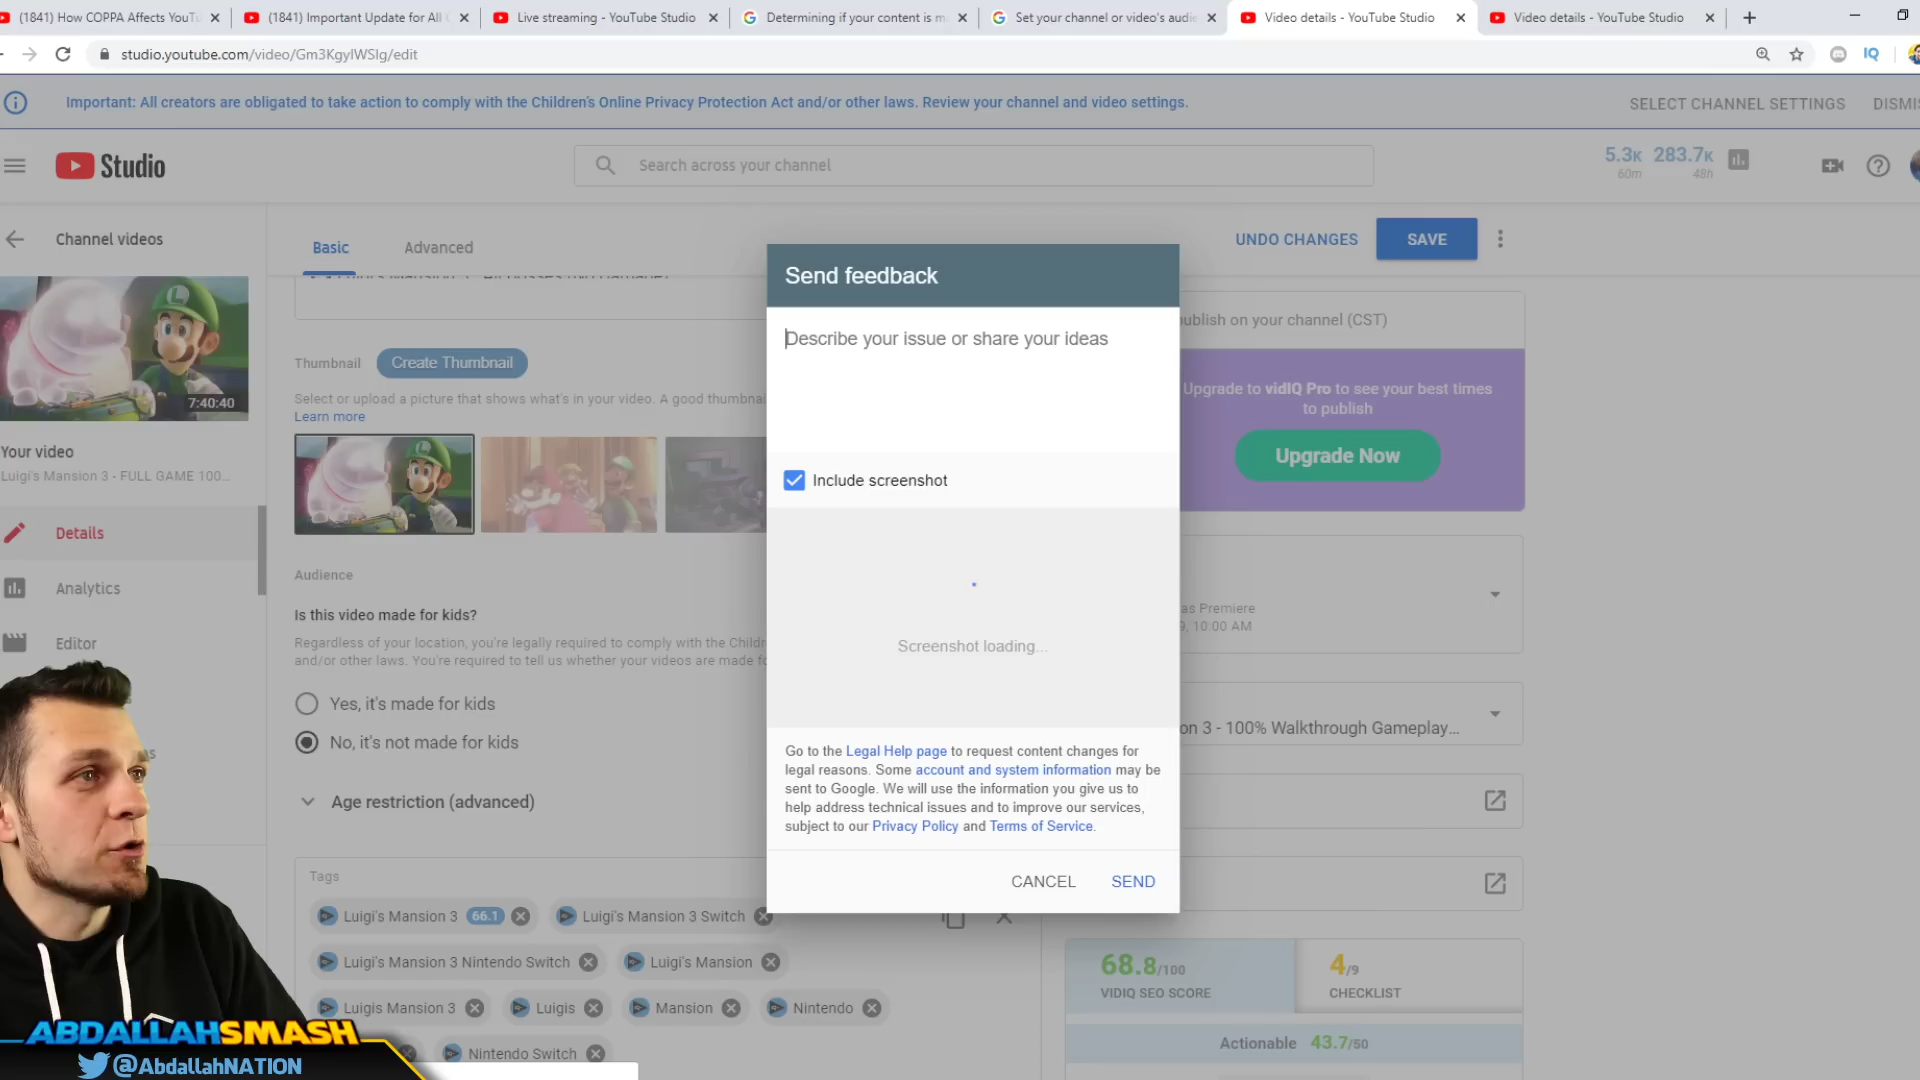 (1841) How COPPA Affects YouTu
(1841) Important Update for All C
Live streaming - YouTube Studio
Determining if your content is m
Set your channel or video's audie
Video details - YouTube Studio
Video details - YouTube Studio
studio.youtube.com/video/Gm3KgyIWSIg/edit
IQ
Important: All creators are obligated to take action to comply with the Children's Online Privacy Protection Act and/or other laws. Review your channel and video settings.
SELECT CHANNEL SETTINGS
DISMIS
Studio
Search across your channel
5.3K 283.7K
60m 48h
Channel videos
Basic
Advanced
UNDO CHANGES
SAVE
Send feedback
Describe your issue or share your ideas
ublish on your channel (CST)
Thumbnail
Create Thumbnail
Select or upload a picture that shows what's in your video. A good thumbnail
Learn more
7:40:40
Upgrade to vidIQ Pro to see your best times
to publish
Upgrade Now
Your video
Luigi's Mansion 3 - FULL GAME 100...
Include screenshot
Details
Analytics
Editor
Audience
Is this video made for kids?
Regardless of your location, you're legally required to comply with the Childr
and/or other laws. You're required to tell us whether your videos are made fo
Yes, it's made for kids
No, it's not made for kids
Age restriction (advanced)
Screenshot loading...
as Premiere
9, 10:00 AM
on 3 - 100% Walkthrough Gameplay...
Go to the Legal Help page to request content changes for
legal reasons. Some account and system information may be
sent to Google. We will use the information you give us to
help address technical issues and to improve our services,
subject to our Privacy Policy and Terms of Service.
CANCEL
SEND
Tags
Luigi's Mansion 3 66.1
Luigi's Mansion 3 Switch
Luigi's Mansion 3 Nintendo Switch
Luigi's Mansion
Luigis Mansion 3
Luigis
Mansion
Nintendo
Nintendo Switch
68.8/100
VIDIQ SEO SCORE
4/9
CHECKLIST
Actionable 43.7/50
ABDALLAHSMASH
@AbdallahNATION